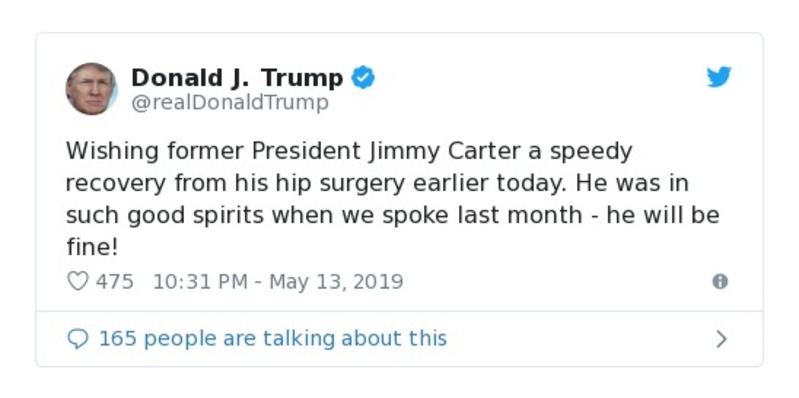 Donald J. Trump
@realDonaldTrump
Wishing former President Jimmy Carter a speedy
recovery from his hip surgery earlier today. He was in
such good spirits when we spoke last month - he will be
fine!
475 10:31 PM - May 13, 2019
165 people are talking about this